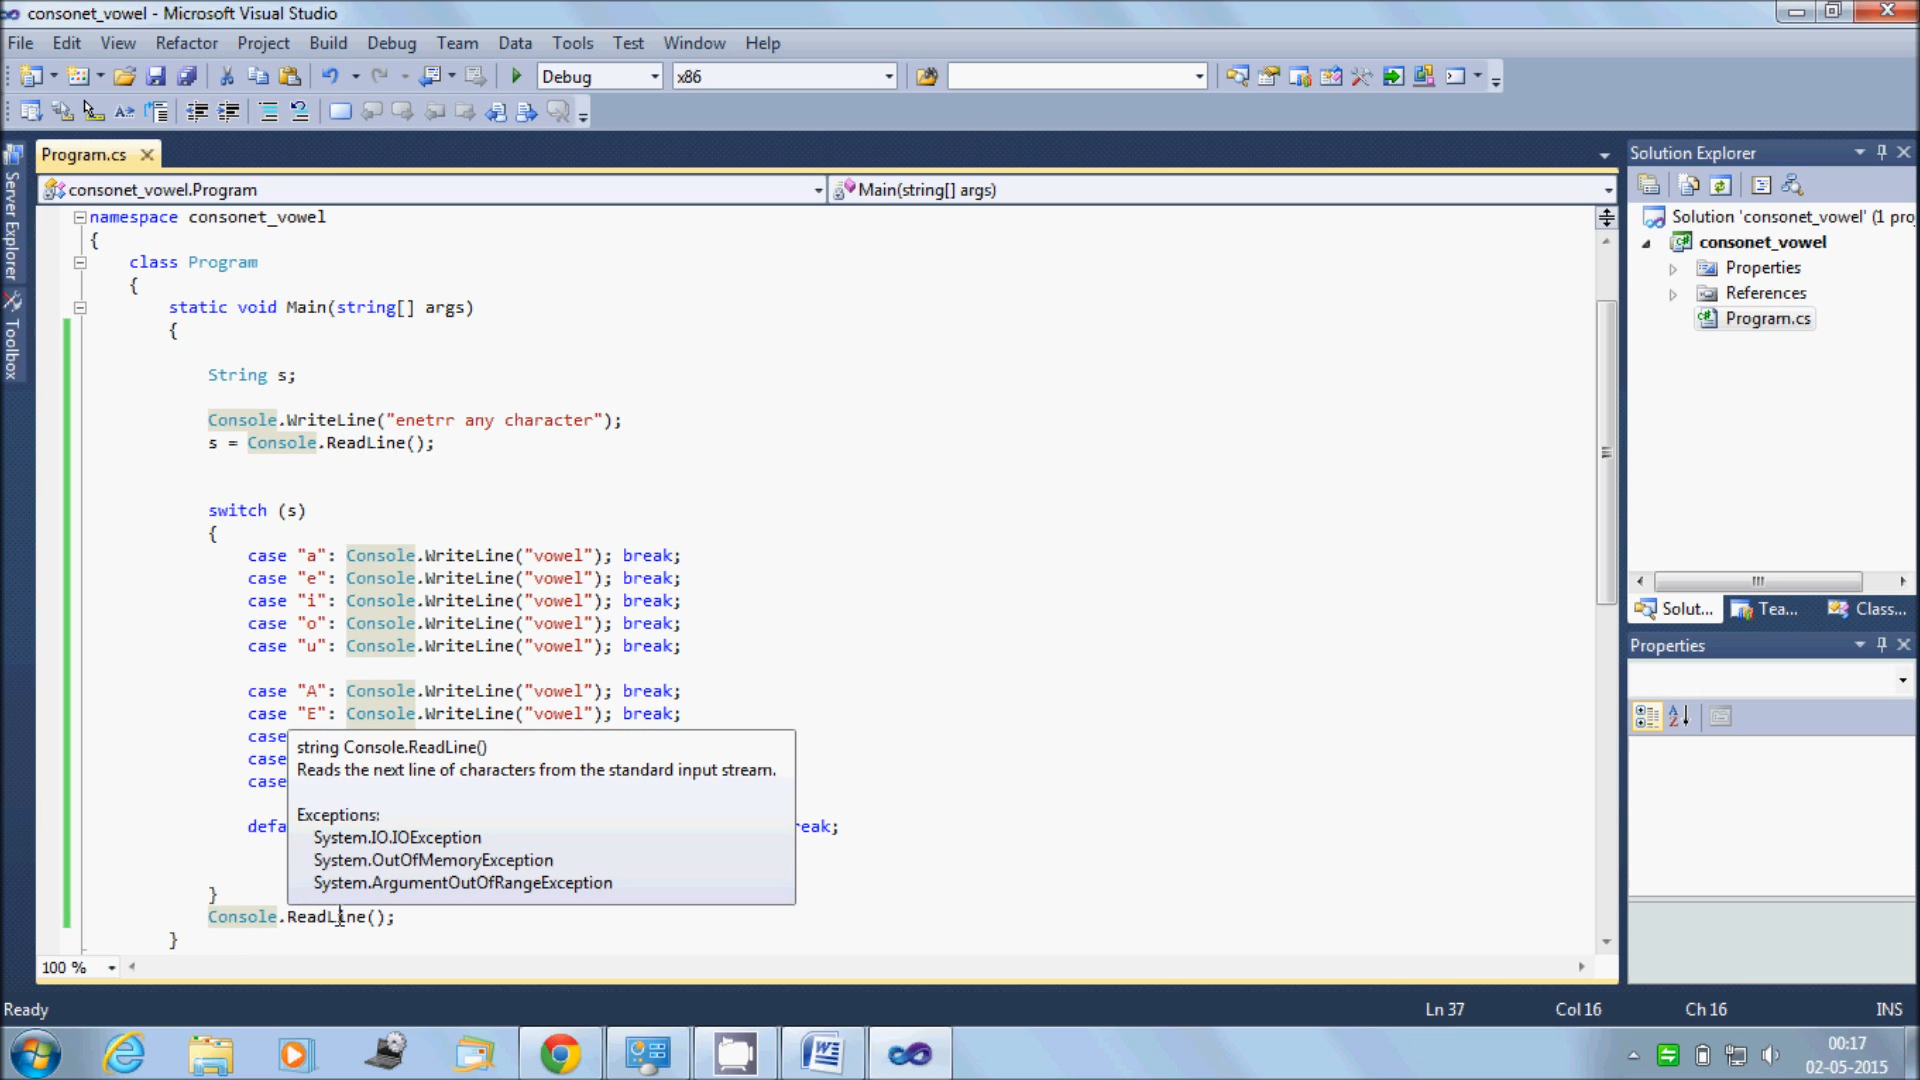 consonet_vowel - Microsoft Visual Studio
File Edit View Refactor Project Build Debug Team Data Tools Test Window Help
Debug x86
Program.cs
consonet_vowel.Program Main(string[] args)
Server Explorer
Toolbox
namespace consonet_vowel
{
class Program
{
static void Main(string[] args)
{
String s;
Console.WriteLine("enetrr any character");
s = Console.ReadLine();
switch (s)
{
case "a": Console.WriteLine("vowel"); break;
case "e": Console.WriteLine("vowel"); break;
case "i": Console.WriteLine("vowel"); break;
case "o": Console.WriteLine("vowel"); break;
case "u": Console.WriteLine("vowel"); break;
case "A": Console.WriteLine("vowel"); break;
case "E": Console.WriteLine("vowel"); break;
case
case
case
string Console.ReadLine()
Reads the next line of characters from the standard input stream.
Exceptions:
System.IO.IOException
System.OutOfMemoryException
System.ArgumentOutOfRangeException
defa reak;
}
Console.ReadLine();
}
100 %
Solution Explorer
Solution 'consonet_vowel' (1 pro
consonet_vowel
Properties
References
Program.cs
Solut... Tea... Class...
Properties
Ready Ln 37 Col 16 Ch 16 INS
00:17
02-05-2015